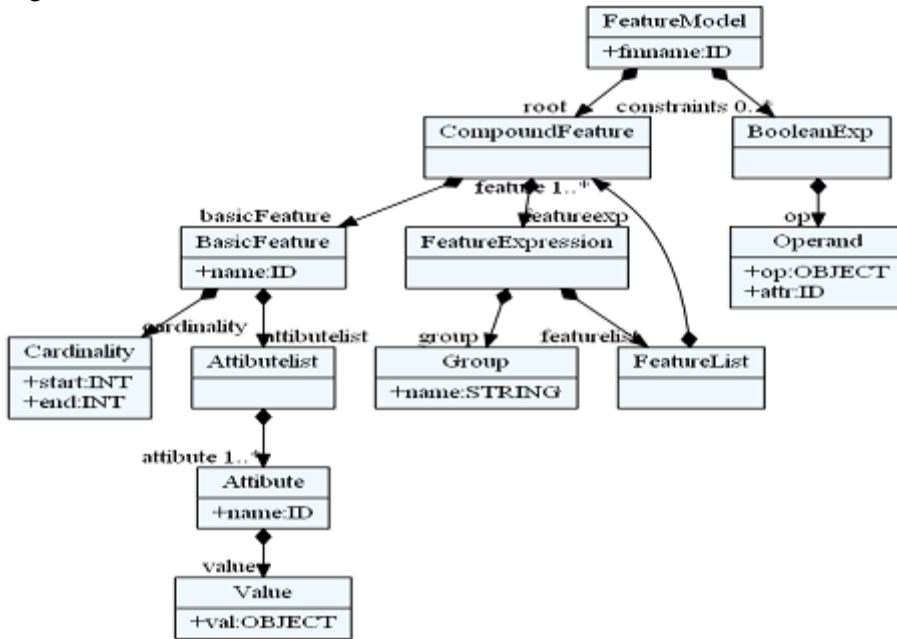 FeatureModel
+fmname:ID
root
constraints 0..*
CompoundFeature
BooleanExp
feature 1..*
basicFeature
featureexp
op
BasicFeature
+name:ID
FeatureExpression
Operand
+op:OBJECT
+attr:ID
cardinality
attibutelist
group
featurelist
Cardinality
+start:INT
+end:INT
Attibutelist
Group
+name:STRING
FeatureList
attibute 1..*
Attibute
+name:ID
value
Value
+val:OBJECT